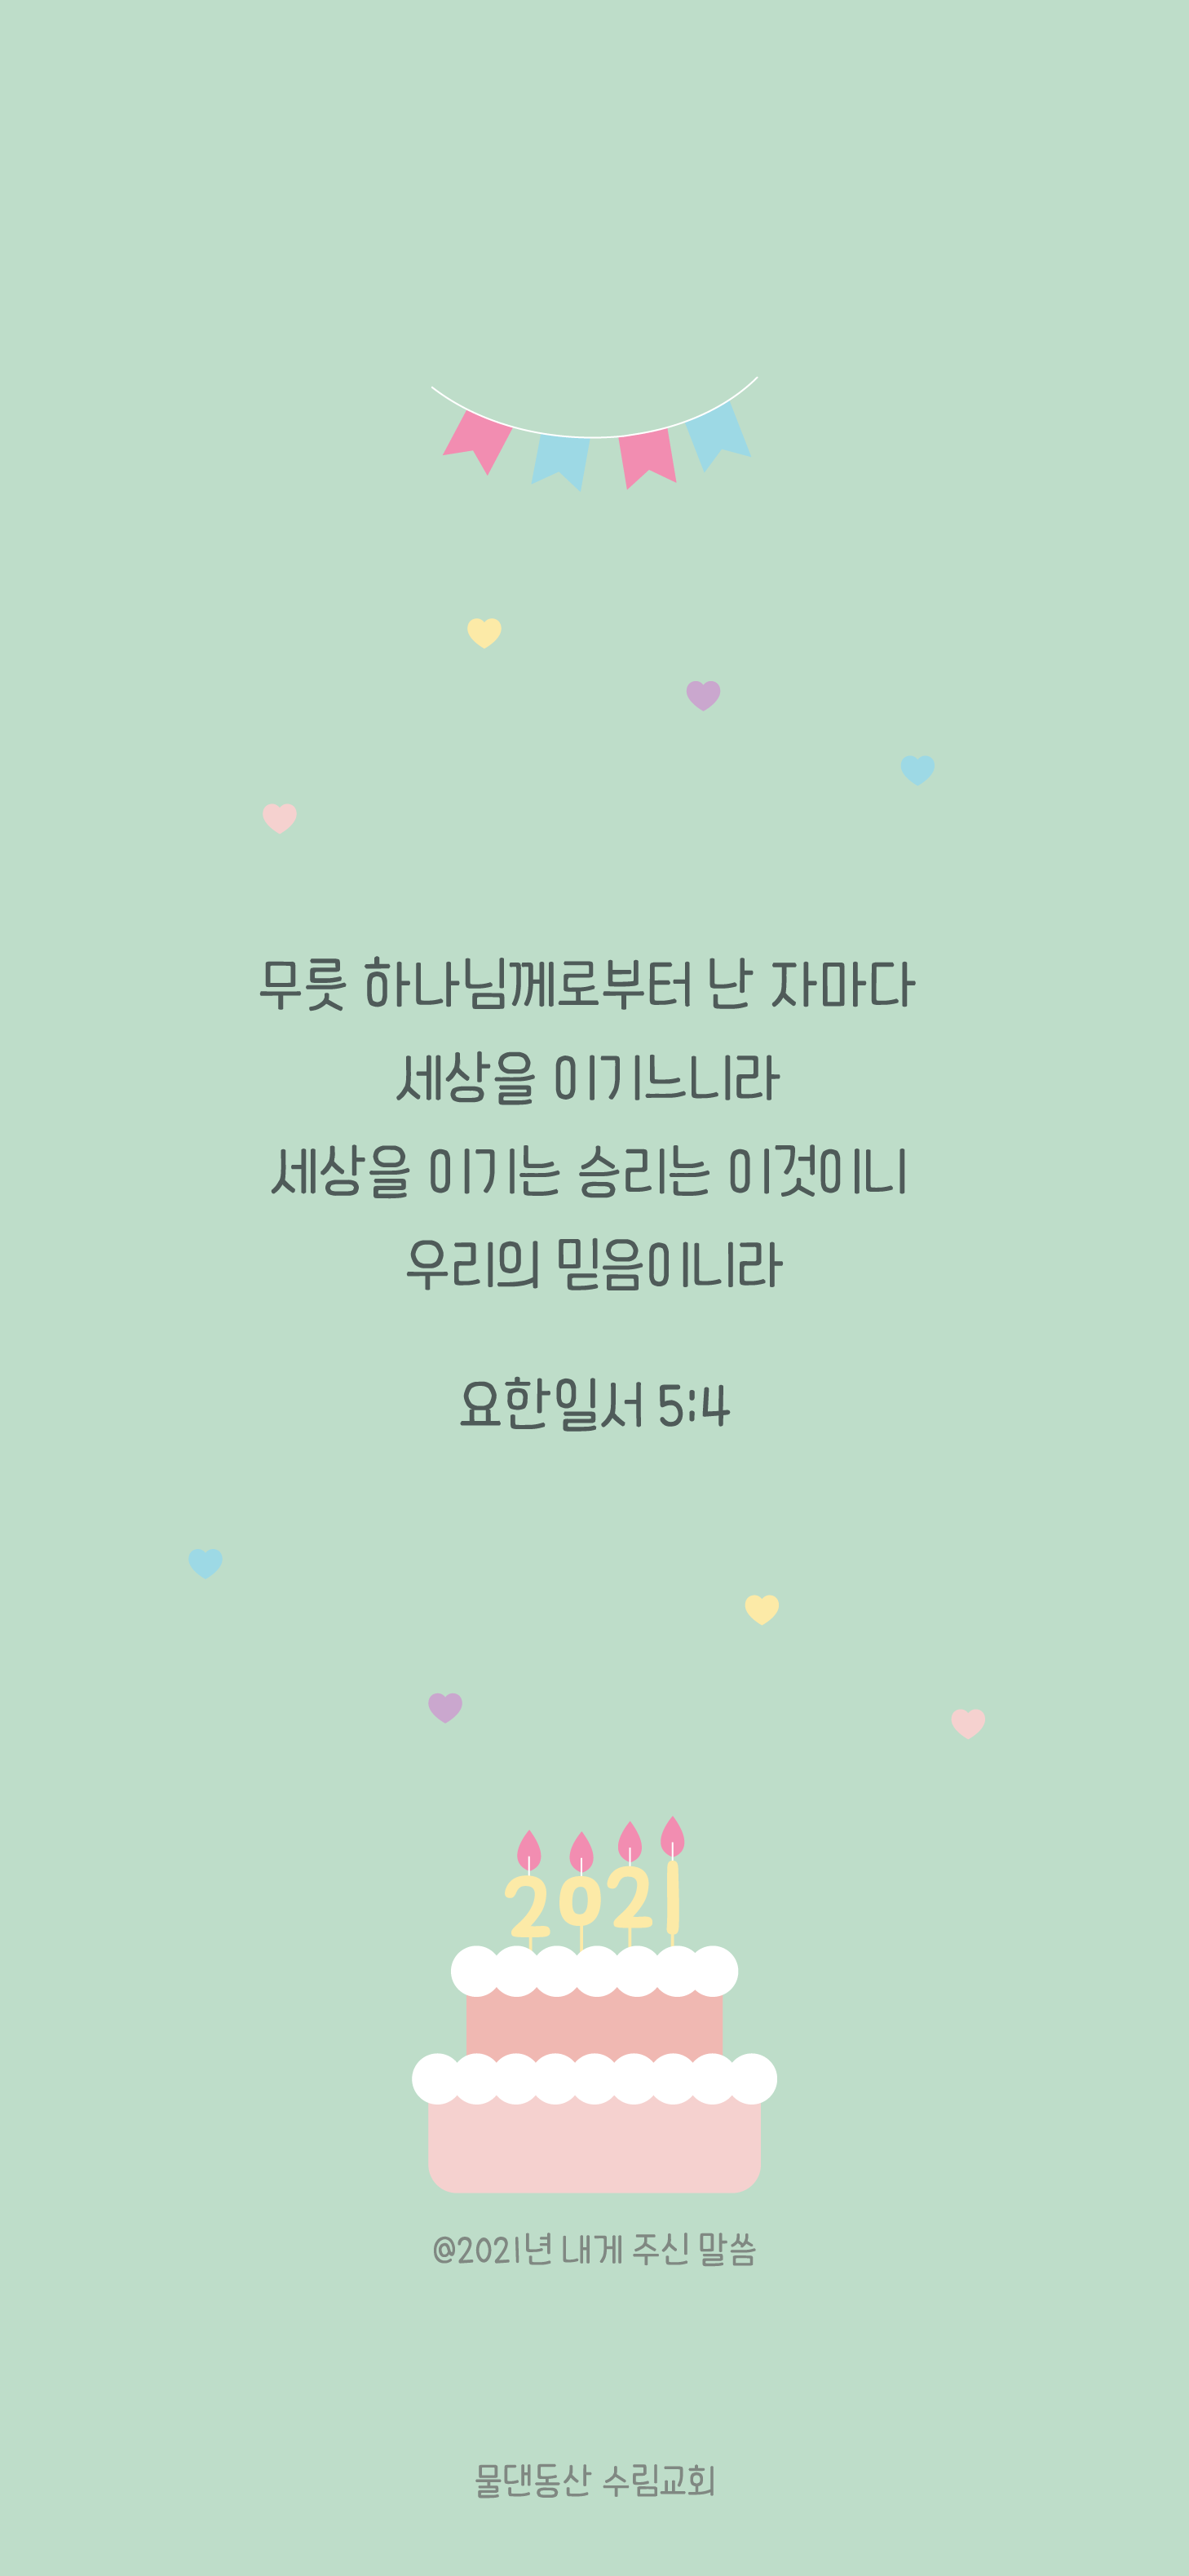 무릇 하나님께로부터 난 자마다
세상을 이기느니라
세상을 이기는 승리는 이것이니
우리의 믿음이니라
요한일서 5:4
2021
@2021년 내게 주신 말씀
물댄동산 수림교회